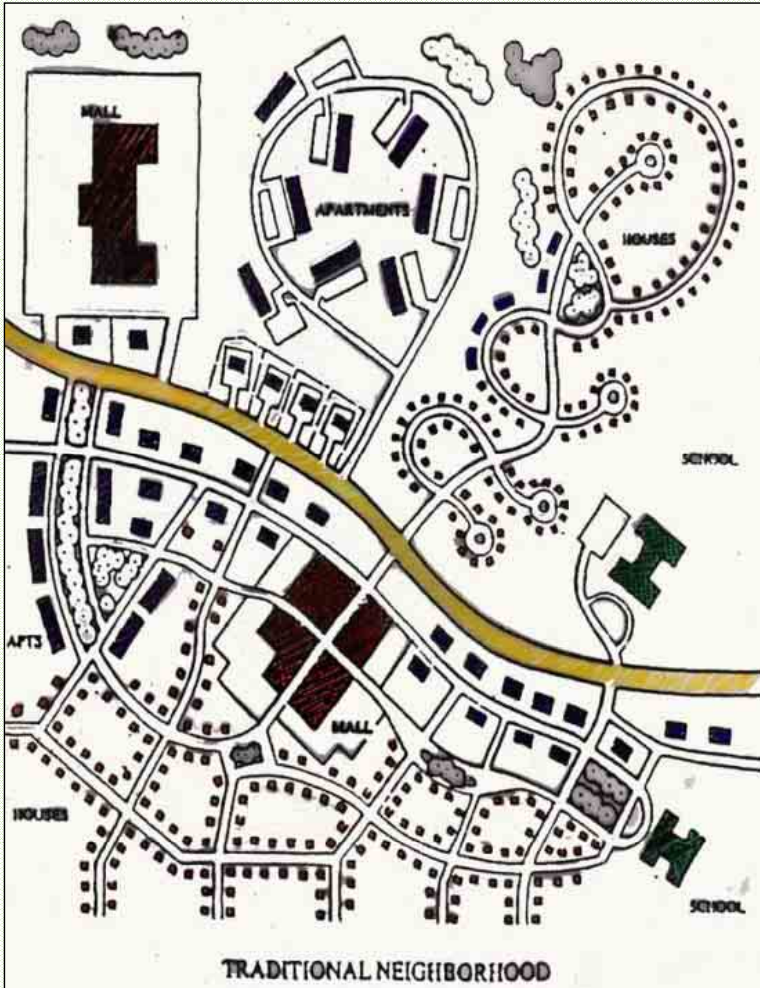 MALL
APARTMENTS
HOUSES
SCHOOL
APTS
MALL
HOUSES
SCHOOL
TRADITIONAL NEIGHBORHOOD